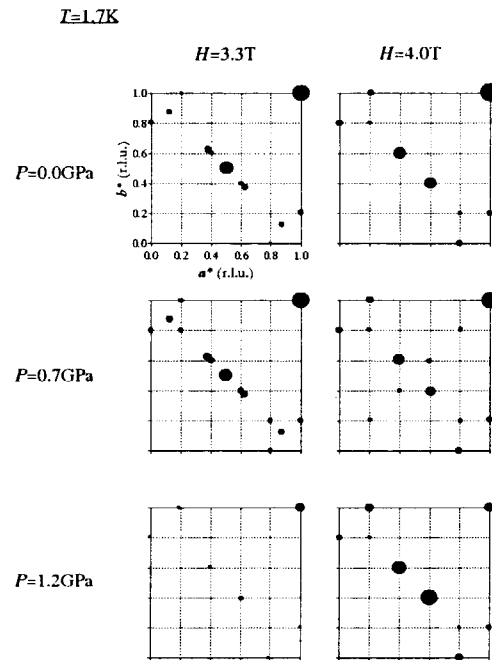 T=1.7K
H=3.3T
H=4.0T
P=0.0GPa
1.0
0.8
0.6
0.4
0.2
0.0
b* (r.l.u.)
0.0 0.2 0.4 0.6 0.8 1.0
a* (r.l.u.)
P=0.7GPa
P=1.2GPa